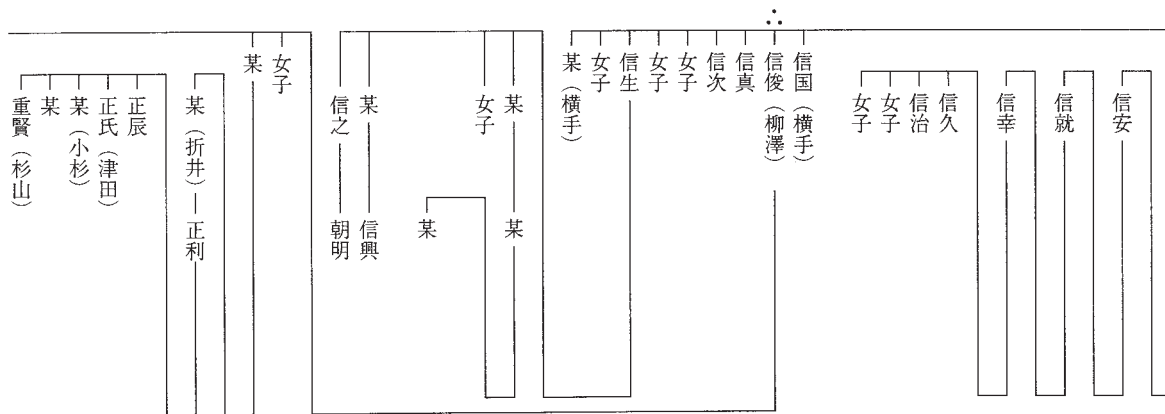 信安
信就
信幸
信久
信治
女子
女子
信国(横手)
信俊(柳澤)
信真
信次
女子
女子
信生
女子
某(横手)
某
某
女子
某
某
信興
信之
朝明
女子
某
某(折井)
正利
正辰
正氏(津田)
某(小杉)
某
重賢(杉山)